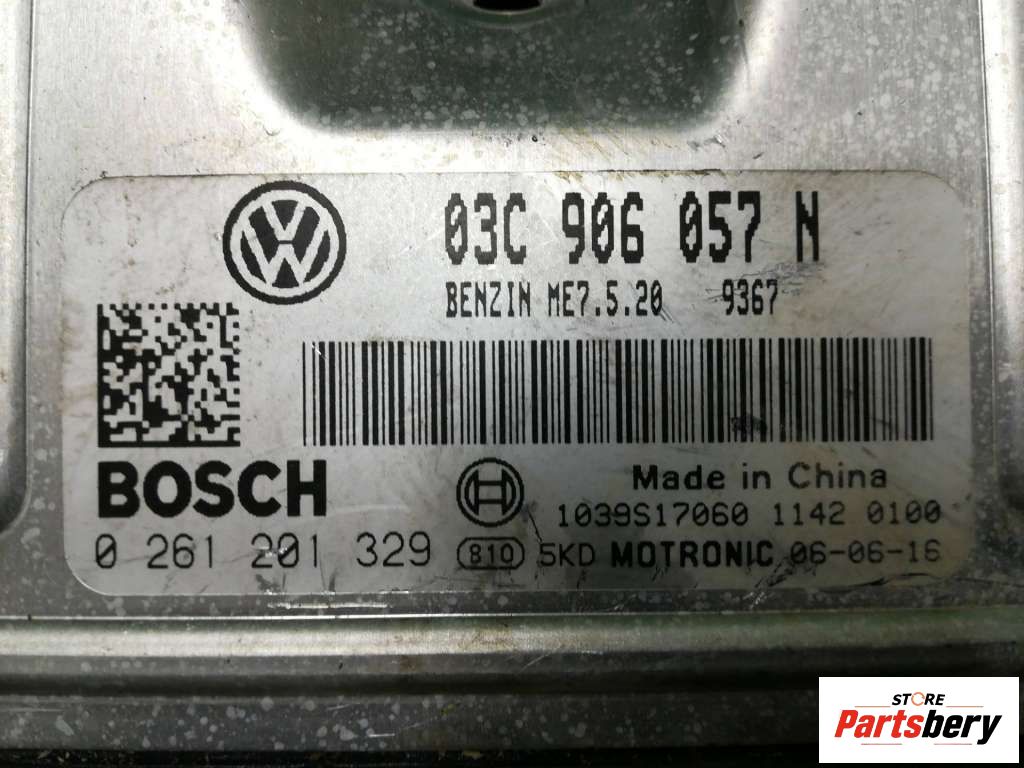 03C 906 057 N
BENZIN ME7.5.20 9367
BOSCH
Made in China
1039S17060 1142 0100
0 261 201 329 810 5KD MOTRONIC 06-06-16
STORE
Partsbery